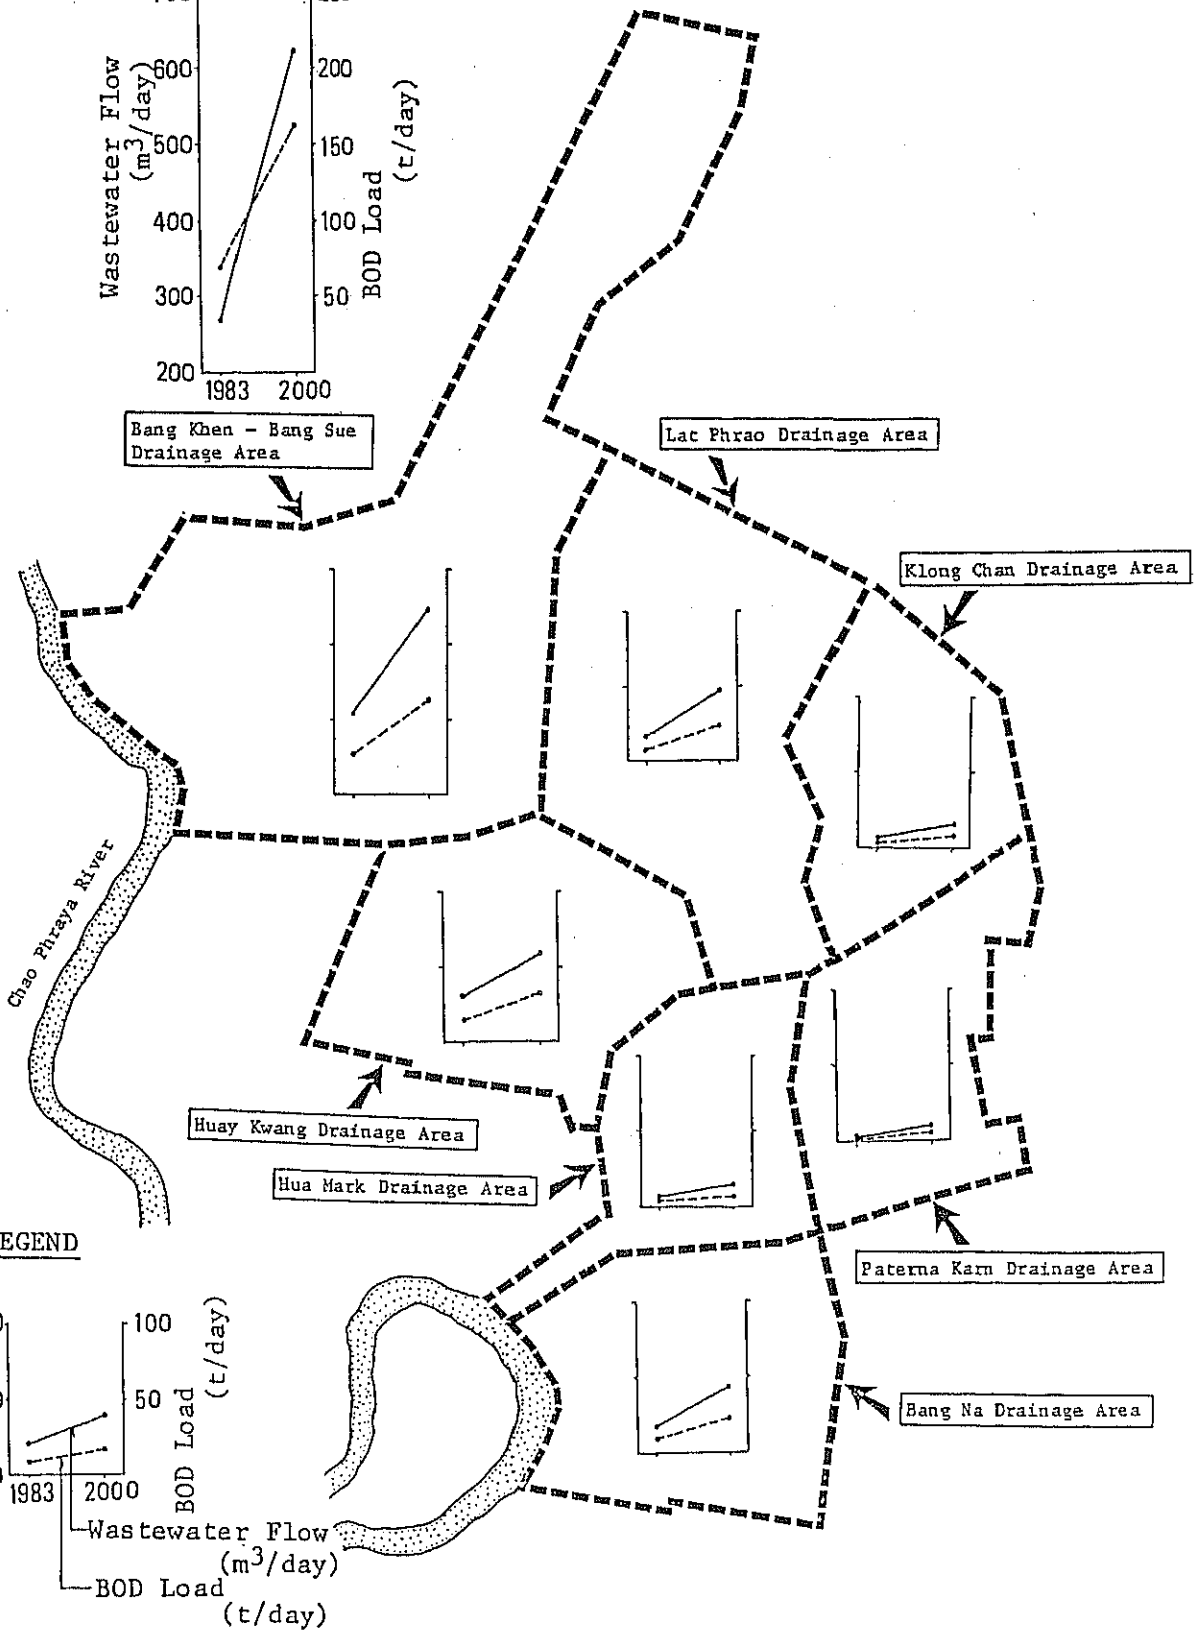 Wastewater Flow
(m3/day)
600
500
400
300
200
200
150
100
50
BOD Load
(t/day)
1983 2000
Bang Khen - Bang Sue
Drainage Area
Lat Phrao Drainage Area
Klong Chan Drainage Area
Chao Phraya River
Huay Kwang Drainage Area
Hua Mark Drainage Area
Paterna Karn Drainage Area
Bang Na Drainage Area
EGEND
100
50
BOD Load
(t/day)
1983 2000
Wastewater Flow
(m3/day)
BOD Load
(t/day)